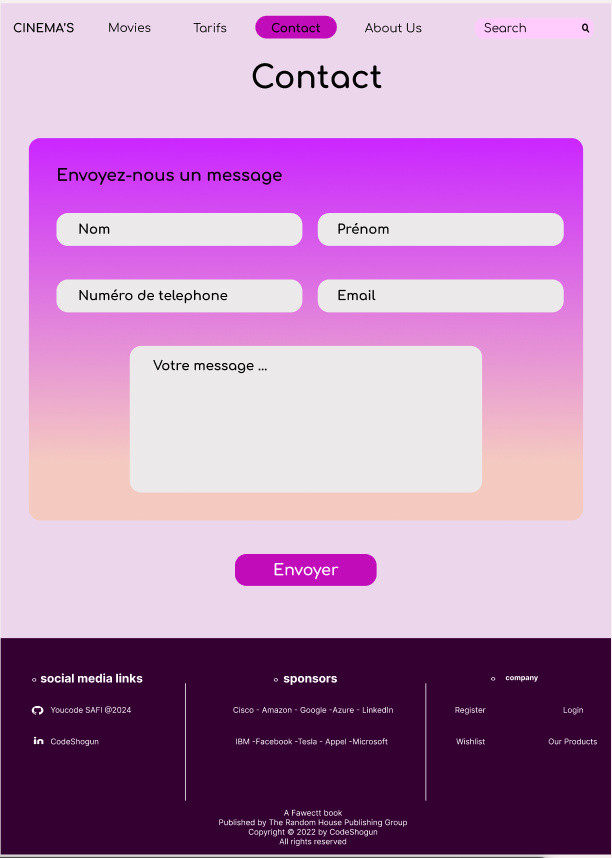 CINEMA'S Movies Tarifs Contact About Us Search
Contact
Envoyez-nous un message
Nom Prénom
Numéro de telephone Email
Votre message ...
Envoyer
social media links sponsors company
Youcode SAFI @2024 Cisco - Amazon - Google -Azure - LinkedIn Register Login
CodeShogun IBM -Facebook -Tesla - Appel -Microsoft Wishlist Our Products
A Fawectt book
Published by The Random House Publishing Group
Copyright © 2022 by CodeShogun
All rights reserved